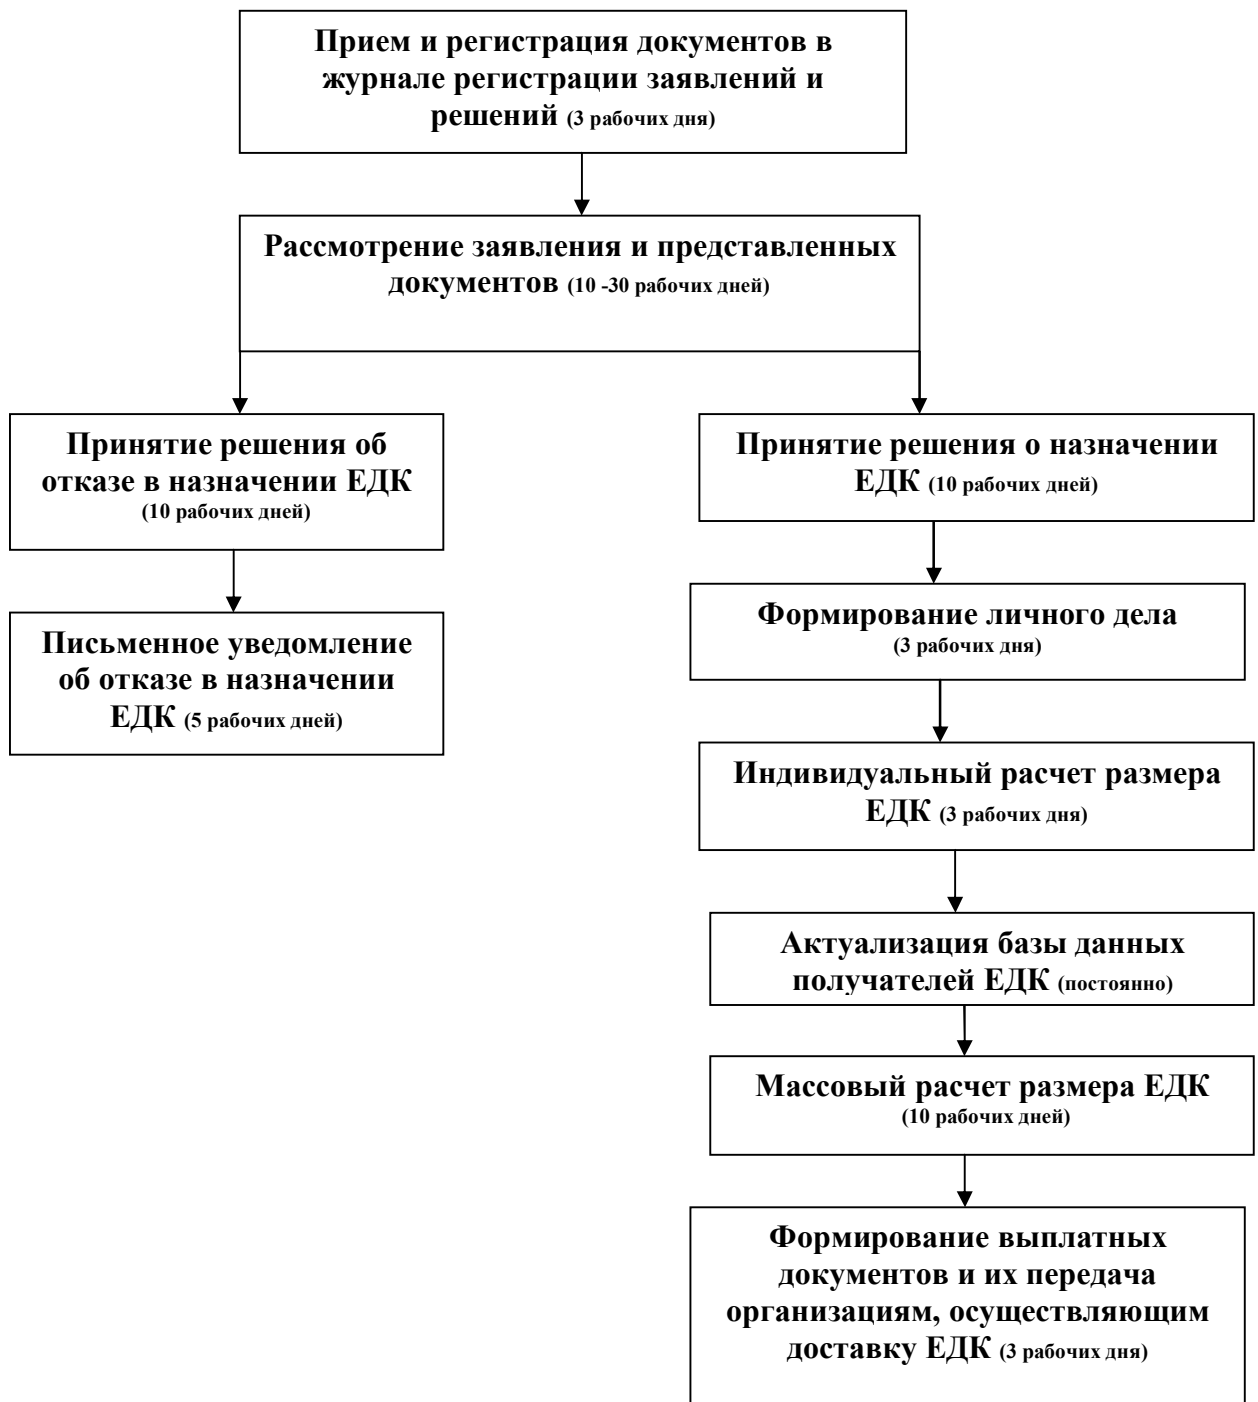 Прием и регистрация документов в
журнале регистрации заявлений и
решений (3 рабочих дня)
Рассмотрение заявления и представленных
документов (10 -30 рабочих дней)
Принятие решения об
отказе в назначении ЕДК
(10 рабочих дней)
Письменное уведомление
об отказе в назначении
ЕДК (5 рабочих дней)
Принятие решения о назначении
ЕДК (10 рабочих дней)
Формирование личного дела
(3 рабочих дня)
Индивидуальный расчет размера
ЕДК (3 рабочих дня)
Актуализация базы данных
получателей ЕДК (постоянно)
Массовый расчет размера ЕДК
(10 рабочих дней)
Формирование выплатных
документов и их передача
организациям, осуществляющим
доставку ЕДК (3 рабочих дня)